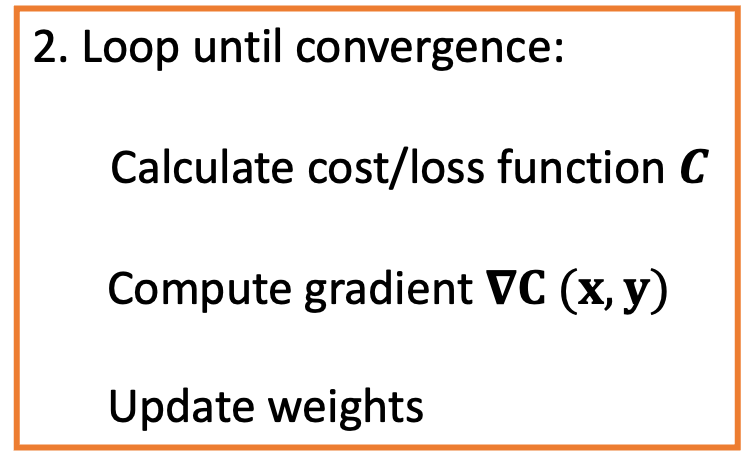 2. Loop until convergence:
Calculate cost/loss function C
Compute gradient ∇C (x, y)
Update weights